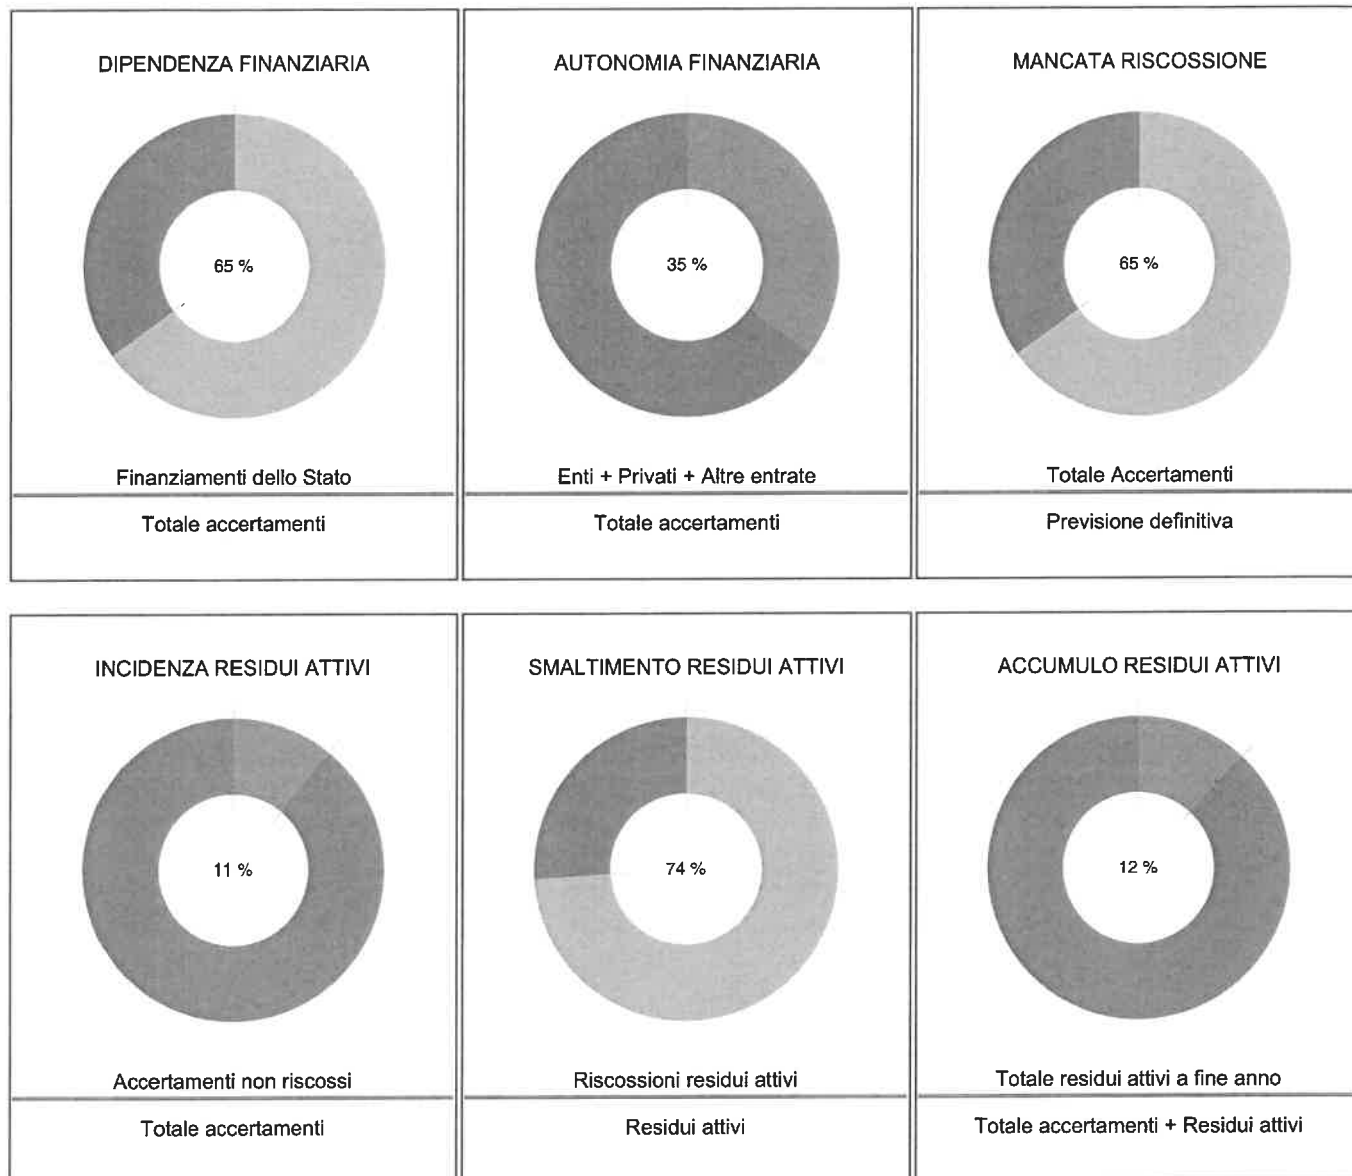 DIPENDENZA FINANZIARIA
65 %
Finanziamenti dello Stato
Totale accertamenti
AUTONOMIA FINANZIARIA
35 %
Enti + Privati + Altre entrate
Totale accertamenti
MANCATA RISCOSSIONE
65 %
Totale Accertamenti
Previsione definitiva
INCIDENZA RESIDUI ATTIVI
11 %
Accertamenti non riscossi
Totale accertamenti
SMALTIMENTO RESIDUI ATTIVI
74 %
Riscossioni residui attivi
Residui attivi
ACCUMULO RESIDUI ATTIVI
12 %
Totale residui attivi a fine anno
Totale accertamenti + Residui attivi